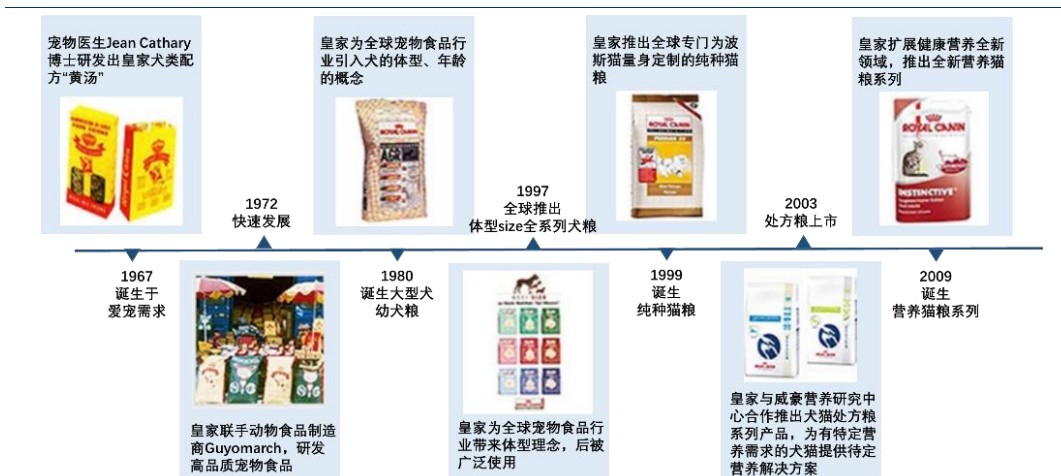 宠物医生Jean Cathary
博士研发出皇家犬类配
方“黄汤”
皇家为全球宠物食品行
业引入犬的体型、年龄
的概念
皇家推出全球专门为波
斯猫量身定制的纯种猫
粮
皇家扩展健康营养全新
领域，推出全新营养猫
粮系列
ROYAL CANIN
ROYAL CANIN
ROYAL CANIN
INSTINCTIVE
1972
快速发展
1997
全球推出
体型size全系列犬粮
2003
处方粮上市
1967
诞生于
爱宠需求
1980
诞生大型犬
幼犬粮
1999
诞生
纯种猫粮
2009
诞生
营养猫粮系列
皇家联手动物食品制造
商Guyomarch，研发
高品质宠物食品
皇家为全球宠物食品行
业带来体型理念，后被
广泛使用
皇家与威豪营养研究中
心合作推出犬猫处方粮
系列产品，为有特定营
养需求的犬猫提供待定
营养解决方案